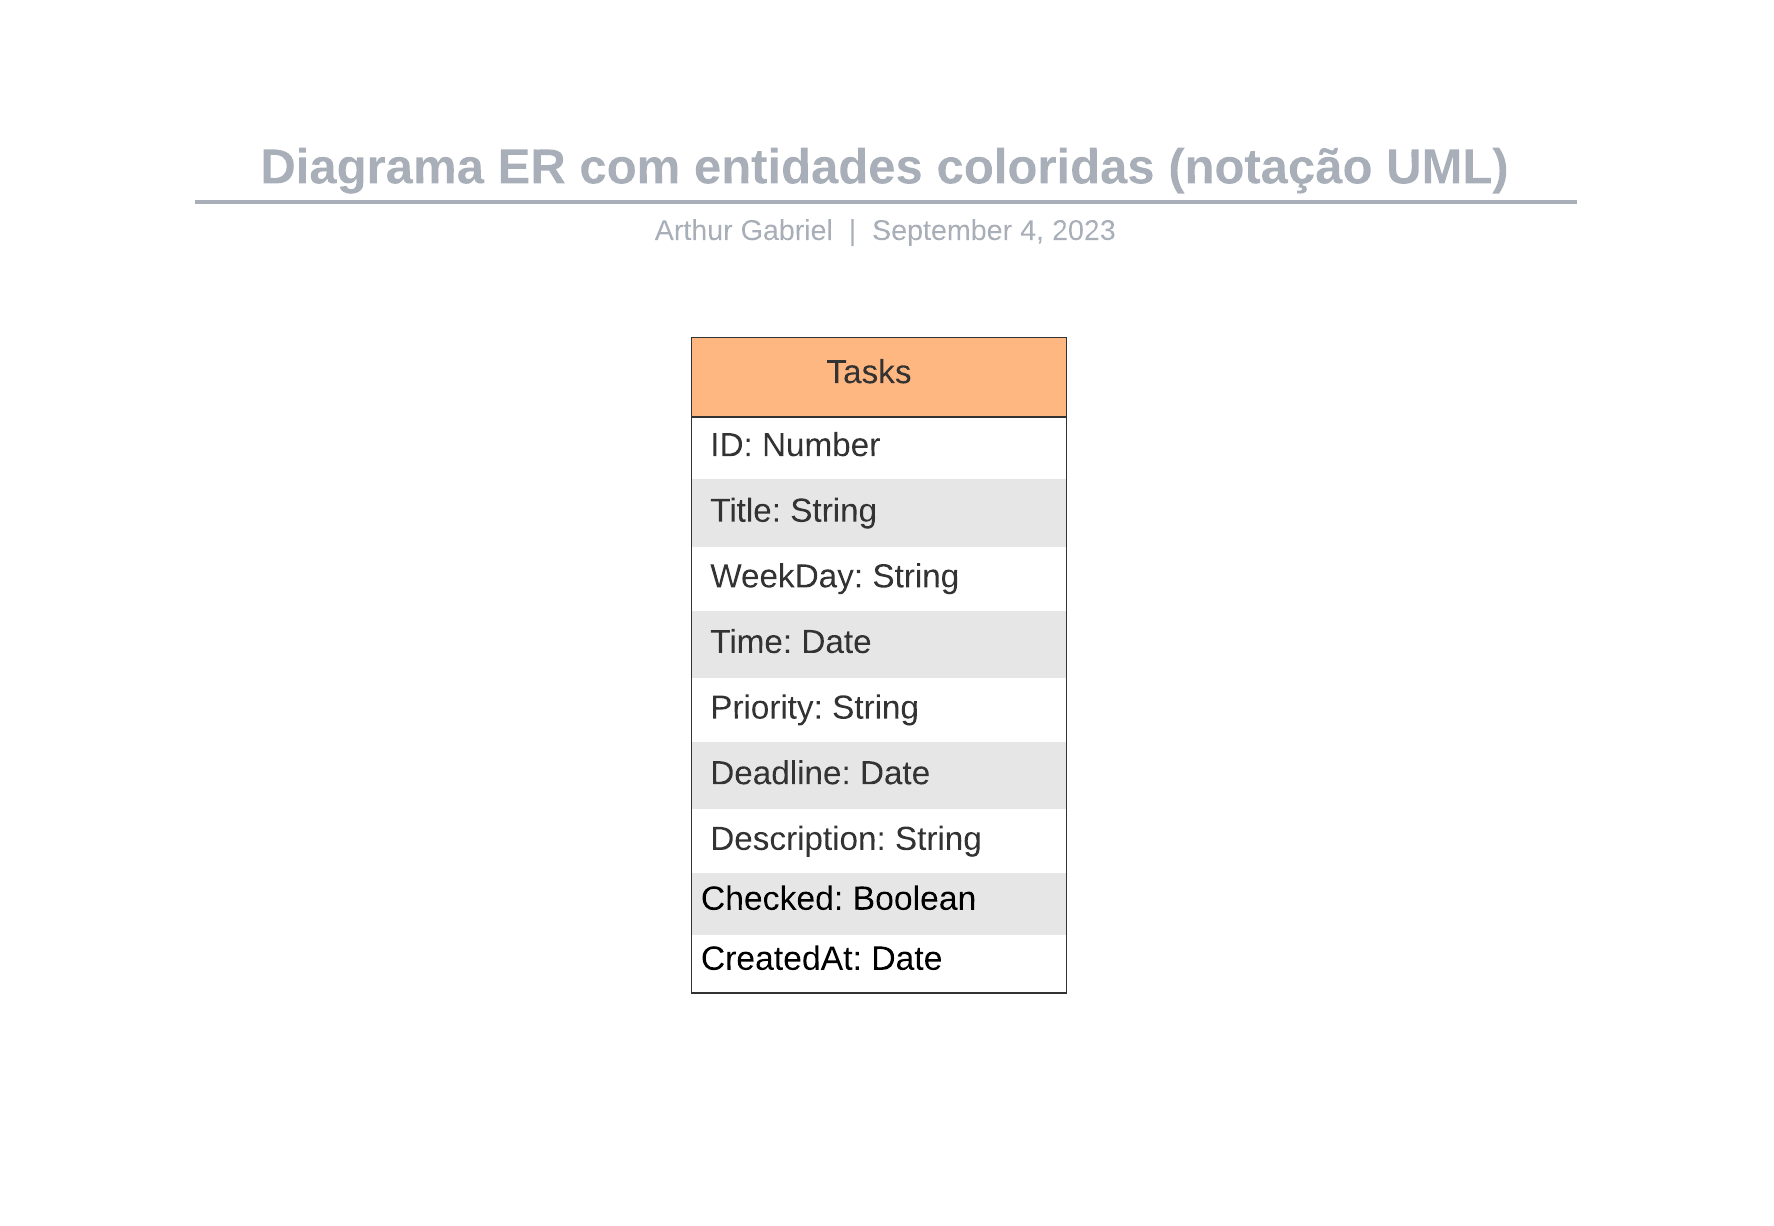 Diagrama ER com entidades coloridas (notação UML)
Arthur Gabriel | September 4, 2023
Tasks
ID: Number
Title: String
WeekDay: String
Time: Date
Priority: String
Deadline: Date
Description: String
Checked: Boolean
CreatedAt: Date